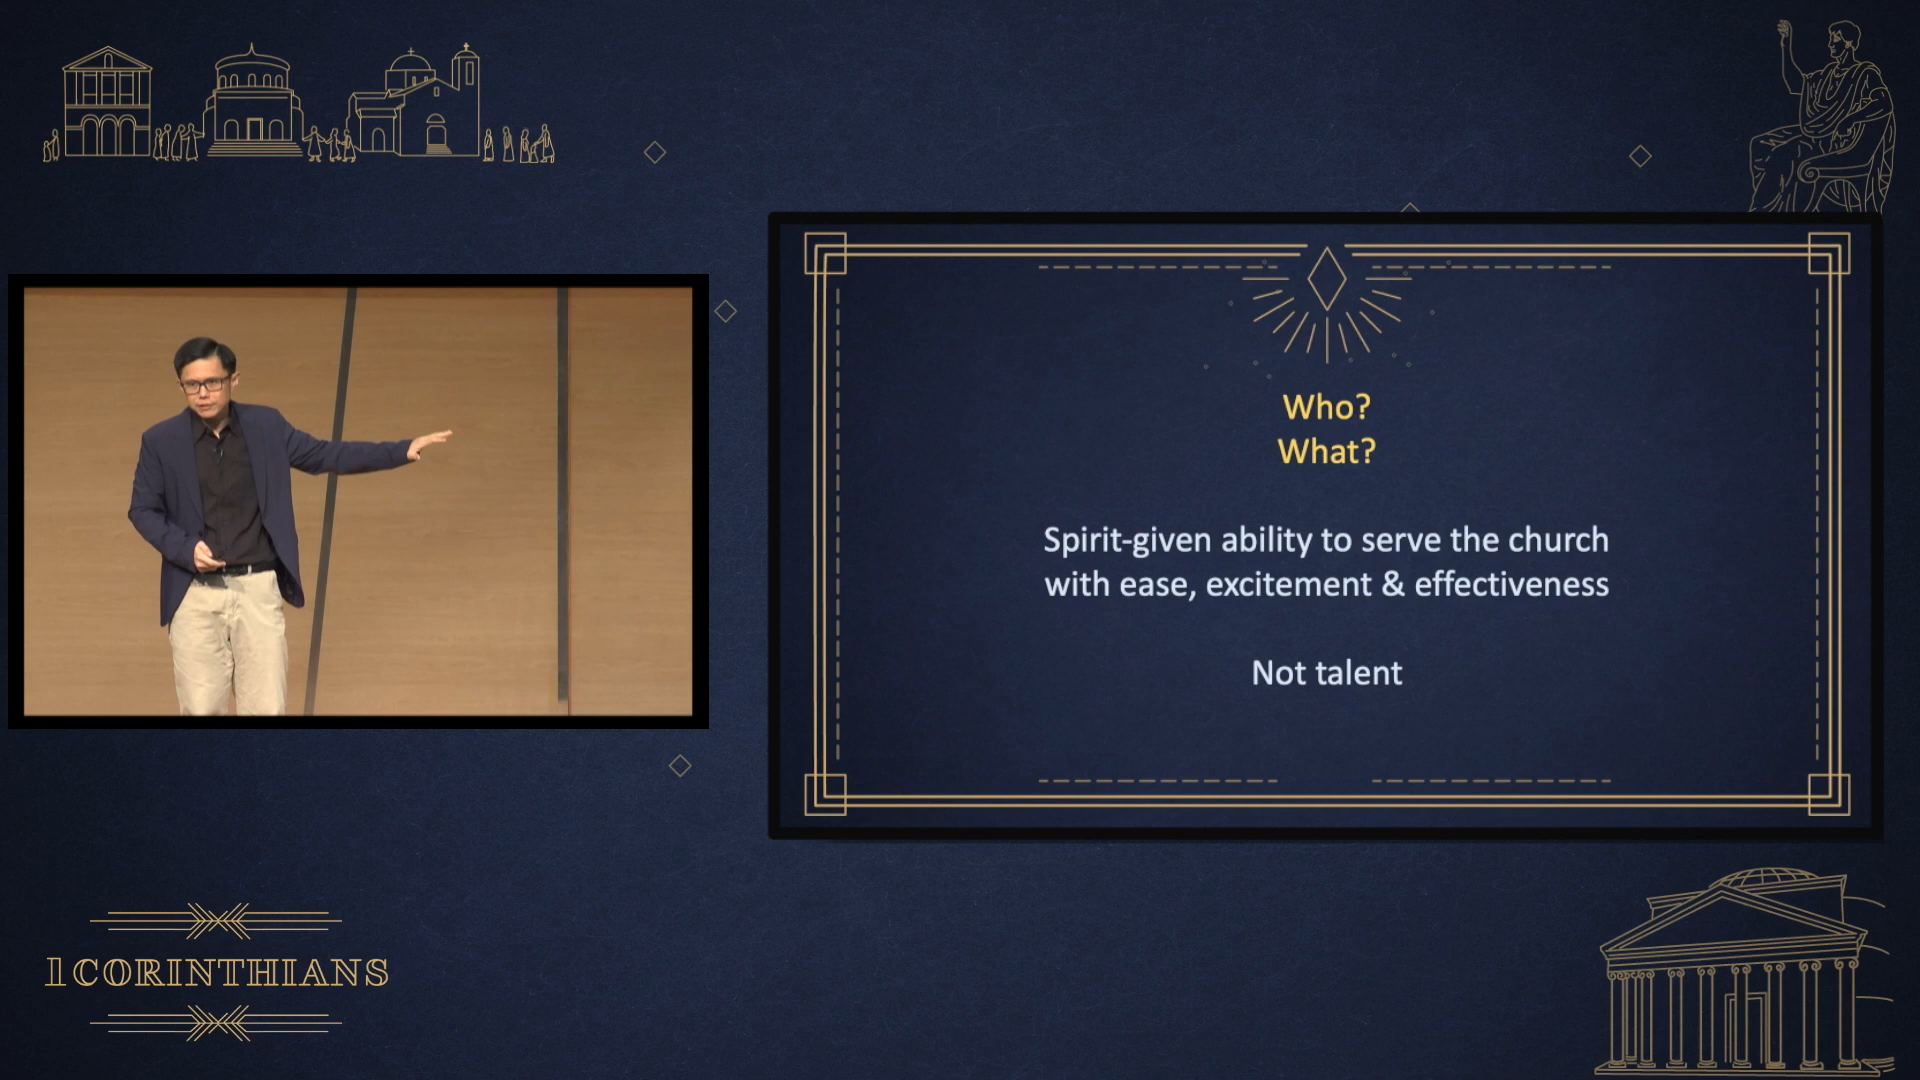 Who?
What?
Spirit-given ability to serve the church
with ease, excitement & effectiveness
Not talent
1 CORINTHIANS